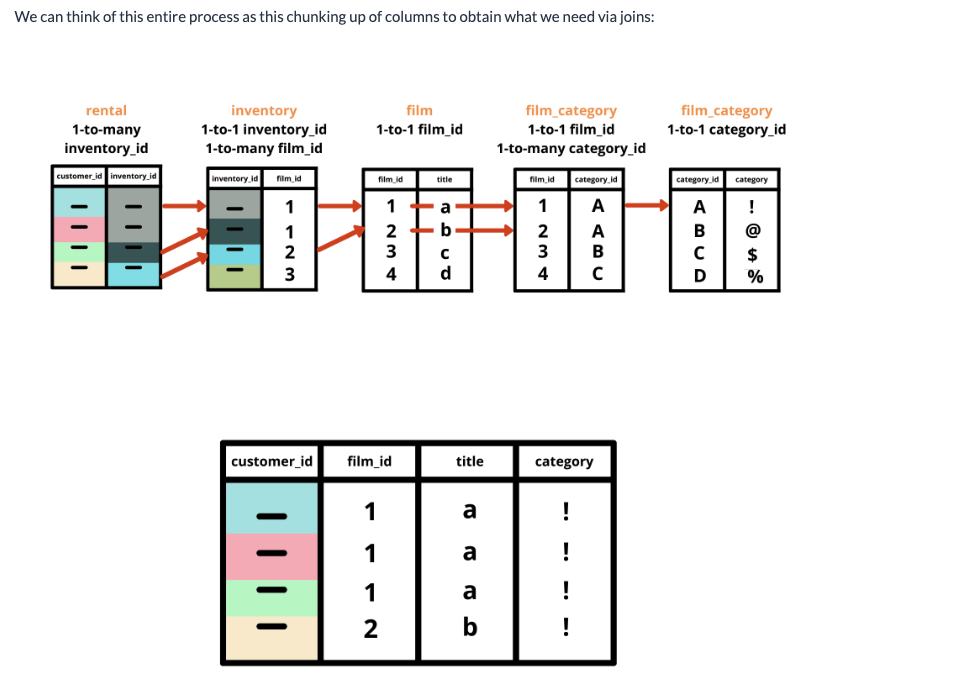 We can think of this entire process as this chunking up of columns to obtain what we need via joins:
rental
1-to-many
inventory_id
customer_id inventory_id
inventory
1-to-1 inventory_id
1-to-many film_id
inventory_id film_id
1
1
2
3
film
1-to-1 film_id
film_id title
1 a
2 b
3 c
4 d
film_category
1-to-1 film_id
1-to-many category_id
film_id category_id
1 A
2 A
3 B
4 C
film_category
1-to-1 category_id
category_id category
A !
B @
C $
D %
customer_id film_id title category
1 a !
1 a !
1 a !
2 b !